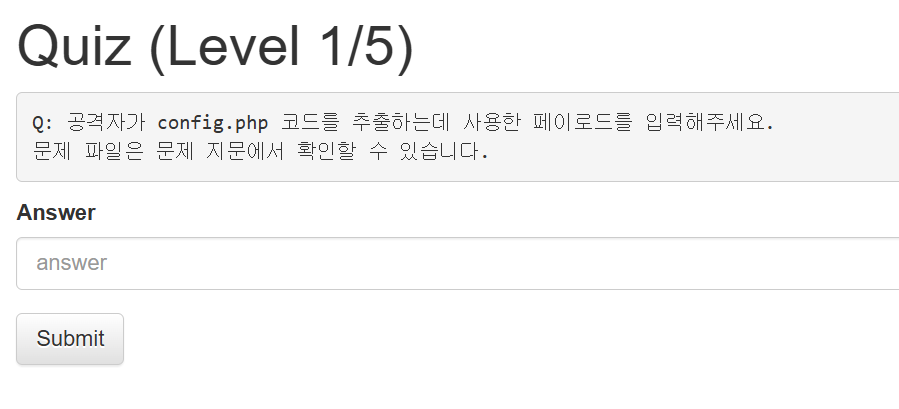 Quiz (Level 1/5)
Q: 공격자가 config.php 코드를 추출하는데 사용한 페이로드를 입력해주세요.
문제 파일은 문제 지문에서 확인할 수 있습니다.
Answer
answer
Submit